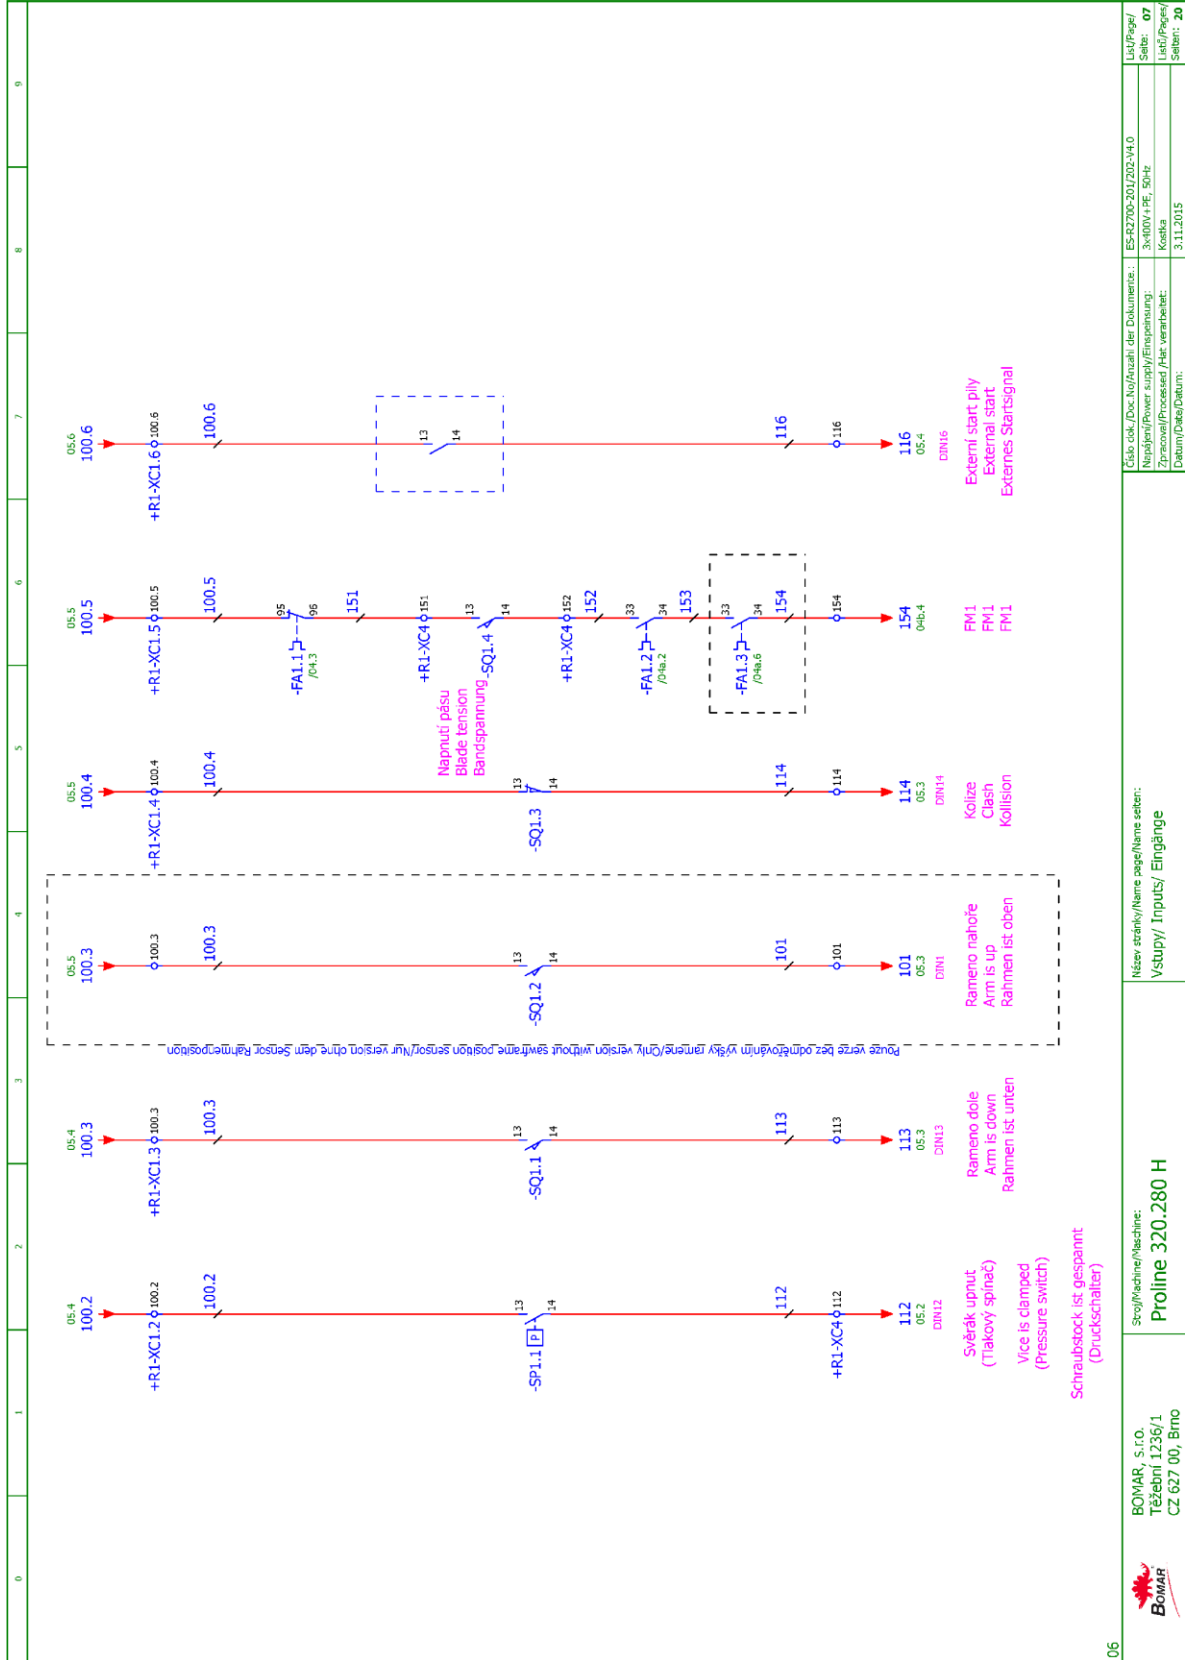 0 1 2 3 4 5 6 7 8 9
05.4
100.2
+R1-XC1.2
100.2
100.2
-SP1.1
P
13
14
112
+R1-XC4
112
112
05.2
DIN12
Svěrák upnut
(Tlakový spínač)
Vice is clamped
(Pressure switch)
Schraubstock ist gespannt
(Druckschalter)
05.4
100.3
+R1-XC1.3
100.3
100.3
-SQ1.1
13
14
113
113
113
05.3
DIN13
Rameno dole
Arm is down
Rahmen ist unten
Pouze verze bez odměřováním výšky ramene/Only version without sawframe position sensor/Nur version ohne dem Sensor Rahmenposition
05.5
100.3
100.3
100.3
-SQ1.2
13
14
101
101
101
05.3
DIN1
Rameno nahoře
Arm is up
Rahmen ist oben
05.5
100.4
+R1-XC1.4
100.4
100.4
-SQ1.3
13
14
114
114
114
05.3
DIN14
Kolize
Clash
Kollision
05.5
100.5
+R1-XC1.5
100.5
100.5
-FA1.1
/04.3
95
96
151
+R1-XC4
151
Napnutí pásu
Blade tension
Bandspannung
-SQ1.4
13
14
+R1-XC4
152
152
-FA1.2
/04a.2
33
34
153
-FA1.3
/04a.6
33
34
154
154
154
04b.4
FM1
FM1
FM1
05.6
100.6
+R1-XC1.6
100.6
100.6
13
14
116
116
116
05.4
DIN16
Externí start pily
External start
Externes Startsignal
06
BOMAR
BOMAR, s.r.o.
Těžební 1236/1
CZ 627 00, Brno
Stroj/Machine/Maschine:
Proline 320.280 H
Název stránky/Name page/Name seiten:
Vstupy/ Inputs/ Eingänge
Číslo dok./Doc.No/Anzahl der Dokumente.: ES-R2700-201/202-V4.0
Napájení/Power supply/Einspeinsung: 3x400V+PE, 50Hz
Zpracoval/Processed /Hat verarbeitet: Kostka
Datum/Date/Datum: 3.11.2015
List/Page/
Seite: 07
Listů/Pages/
Seiten: 20